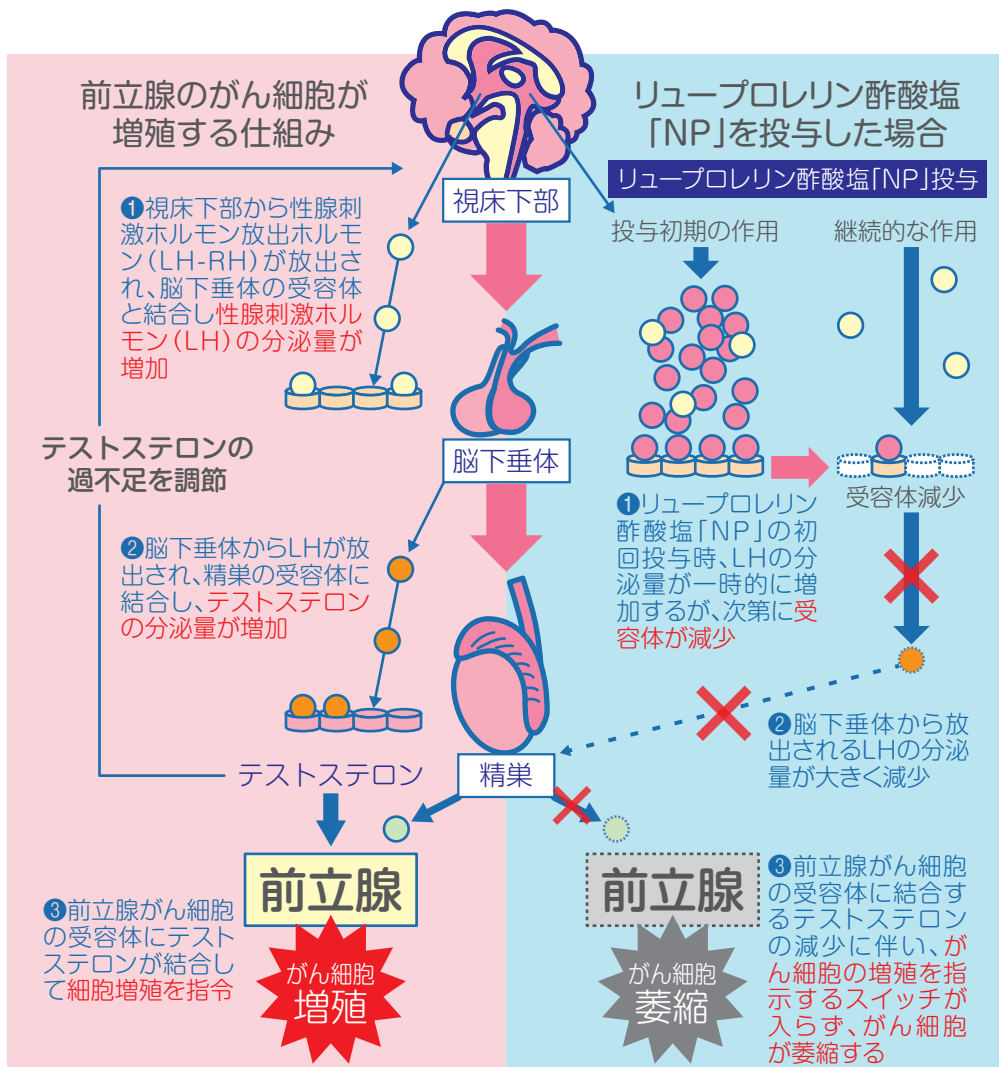 前立腺のがん細胞が
増殖する仕組み
❶視床下部から性腺刺
激ホルモン放出ホルモ
ン（LH-RH）が放出さ
れ、脳下垂体の受容体
と結合し性腺刺激ホル
モン（LH）の分泌量が
増加
視床下部
テストステロンの
過不足を調節
脳下垂体
❷脳下垂体からLHが放
出され、精巣の受容体に
結合し、テストステロン
の分泌量が増加
テストステロン
精巣
前立腺
❸前立腺がん細胞
の受容体にテスト
ステロンが結合し
て細胞増殖を指令
がん細胞
増殖
リュープロレリン酢酸塩
「NP」を投与した場合
リュープロレリン酢酸塩「NP」投与
投与初期の作用
継続的な作用
受容体減少
❶リュープロレリン
酢酸塩「NP」の初
回投与時、LHの分
泌量が一時的に増
加するが、次第に受
容体が減少
❷脳下垂体から放
出されるLHの分泌
量が大きく減少
前立腺
がん細胞
萎縮
❸前立腺がん細胞
の受容体に結合す
るテストステロン
の減少に伴い、が
ん細胞の増殖を指
示するスイッチが
入らず、がん細胞
が萎縮する